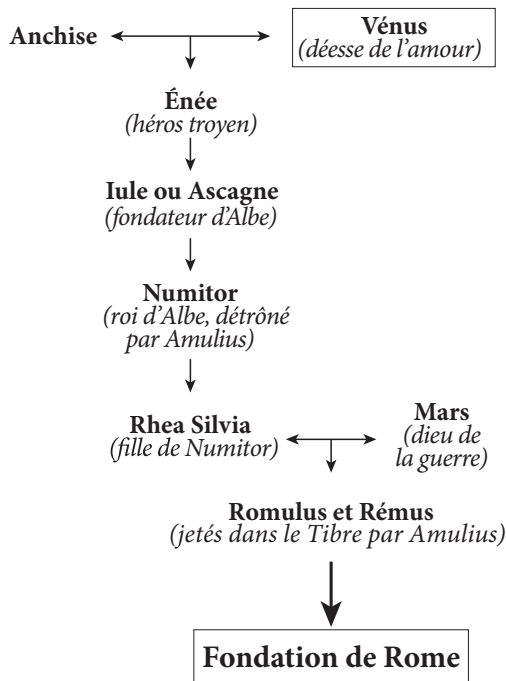 Anchise
Vénus
(déesse de l'amour)
Énée
(héros troyen)
Iule ou Ascagne
(fondateur d'Albe)
Numitor
(roi d'Albe, détrôné
par Amulius)
Rhea Silvia
(fille de Numitor)
Mars
(dieu de
la guerre)
Romulus et Rémus
(jetés dans le Tibre par Amulius)
Fondation de Rome